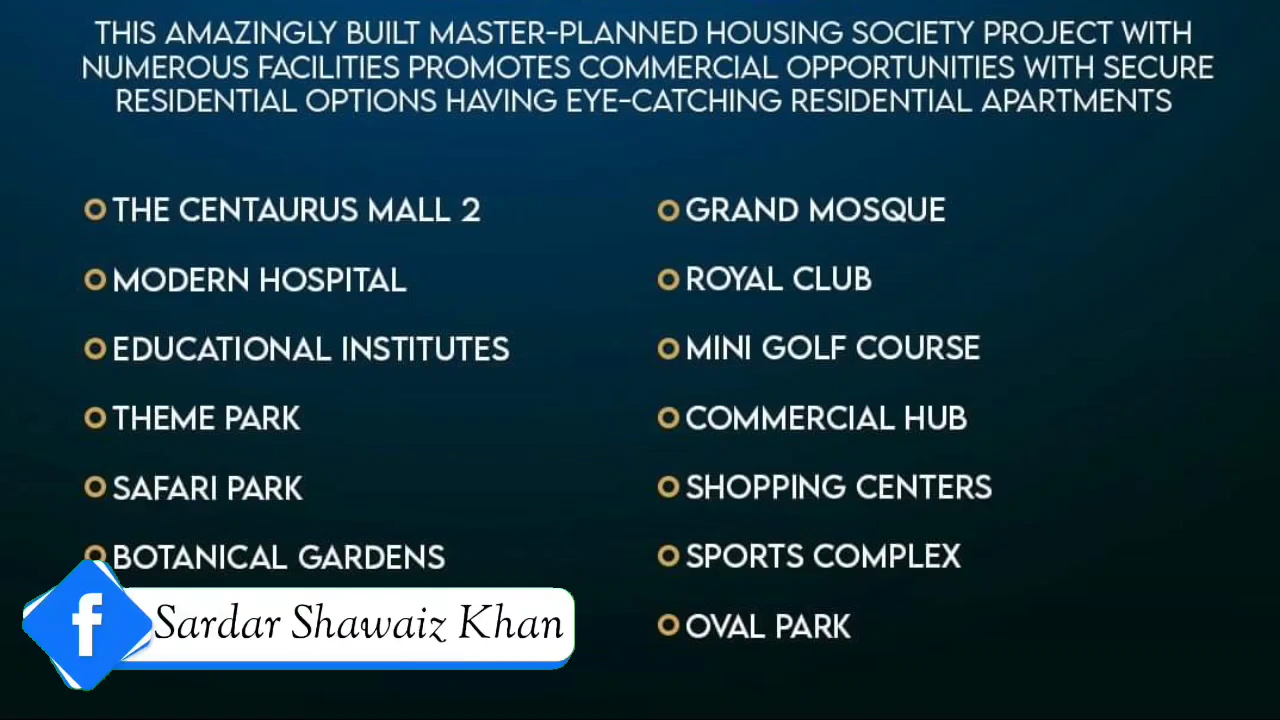 THIS AMAZINGLY BUILT MASTER-PLANNED HOUSING SOCIETY PROJECT WITH
NUMEROUS FACILITIES PROMOTES COMMERCIAL OPPORTUNITIES WITH SECURE
RESIDENTIAL OPTIONS HAVING EYE-CATCHING RESIDENTIAL APARTMENTS
THE CENTAURUS MALL 2
MODERN HOSPITAL
EDUCATIONAL INSTITUTES
THEME PARK
SAFARI PARK
BOTANICAL GARDENS
GRAND MOSQUE
ROYAL CLUB
MINI GOLF COURSE
COMMERCIAL HUB
SHOPPING CENTERS
SPORTS COMPLEX
OVAL PARK
f
Sardar Shawaiz Khan